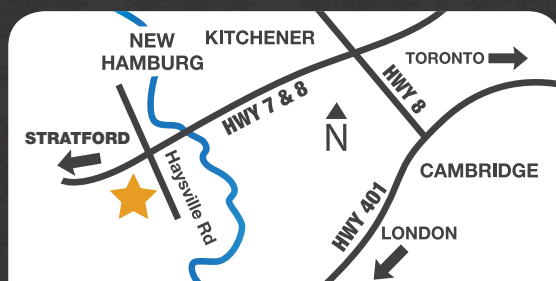 NEW
HAMBURG
KITCHENER
TORONTO
HWY 8
HWY 7 & 8
STRATFORD
N
Haysville Rd
CAMBRIDGE
HWY 401
LONDON